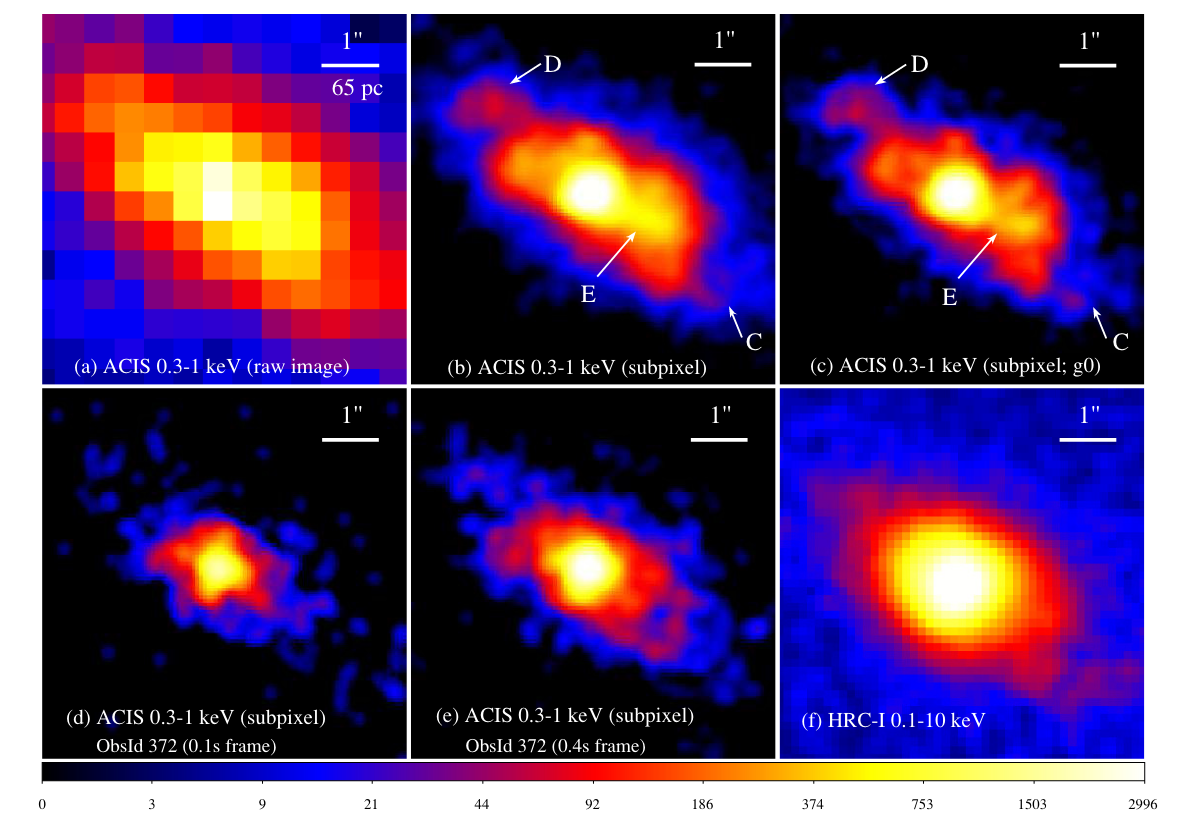 1"
65 pc
(a) ACIS 0.3-1 keV (raw image)
1"
D
E
C
(b) ACIS 0.3-1 keV (subpixel)
1"
D
E
C
(c) ACIS 0.3-1 keV (subpixel; g0)
1"
(d) ACIS 0.3-1 keV (subpixel)
ObsId 372 (0.1s frame)
1"
(e) ACIS 0.3-1 keV (subpixel)
ObsId 372 (0.4s frame)
1"
(f) HRC-I 0.1-10 keV
0 3 9 21 44 92 186 374 753 1503 2996